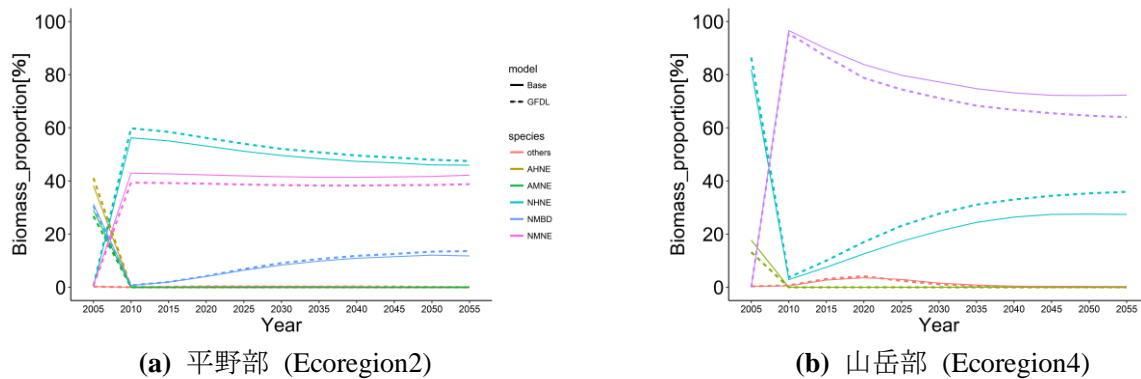 Biomass_proportion[%]
100
80
60
40
20
0
2005 2010 2015 2020 2025 2030 2035 2040 2045 2050 2055
Year
model
Base
GFDL
species
others
AHNE
AMNE
NHNE
NMBD
NMNE
(a) 平野部 (Ecoregion2)
Biomass_proportion[%]
100
80
60
40
20
0
2005 2010 2015 2020 2025 2030 2035 2040 2045 2050 2055
Year
(b) 山岳部 (Ecoregion4)